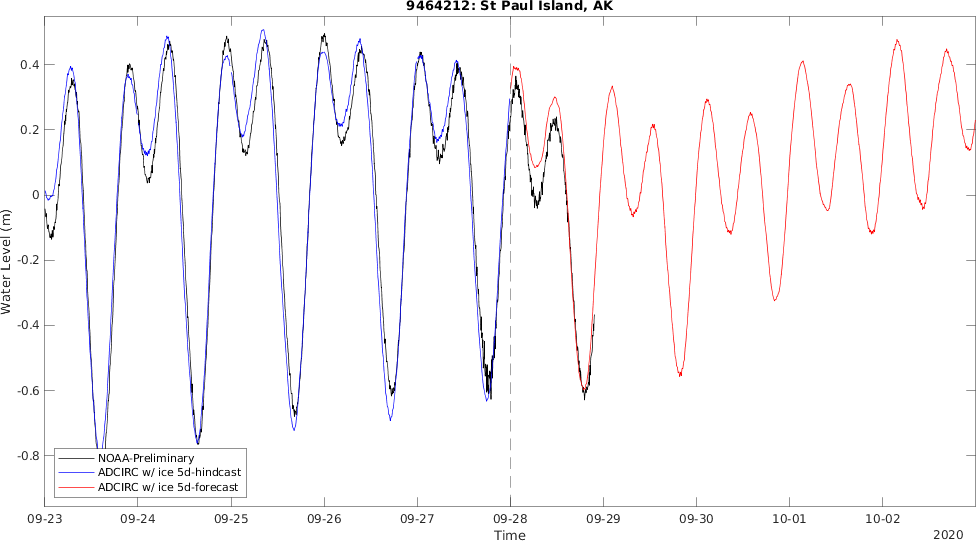 9464212: St Paul Island, AK
Water Level (m)
0.4
0.2
0
-0.2
-0.4
-0.6
-0.8
NOAA-Preliminary
ADCIRC w/ ice 5d-hindcast
ADCIRC w/ ice 5d-forecast
09-23 09-24 09-25 09-26 09-27 09-28 09-29 09-30 10-01 10-02
Time
2020